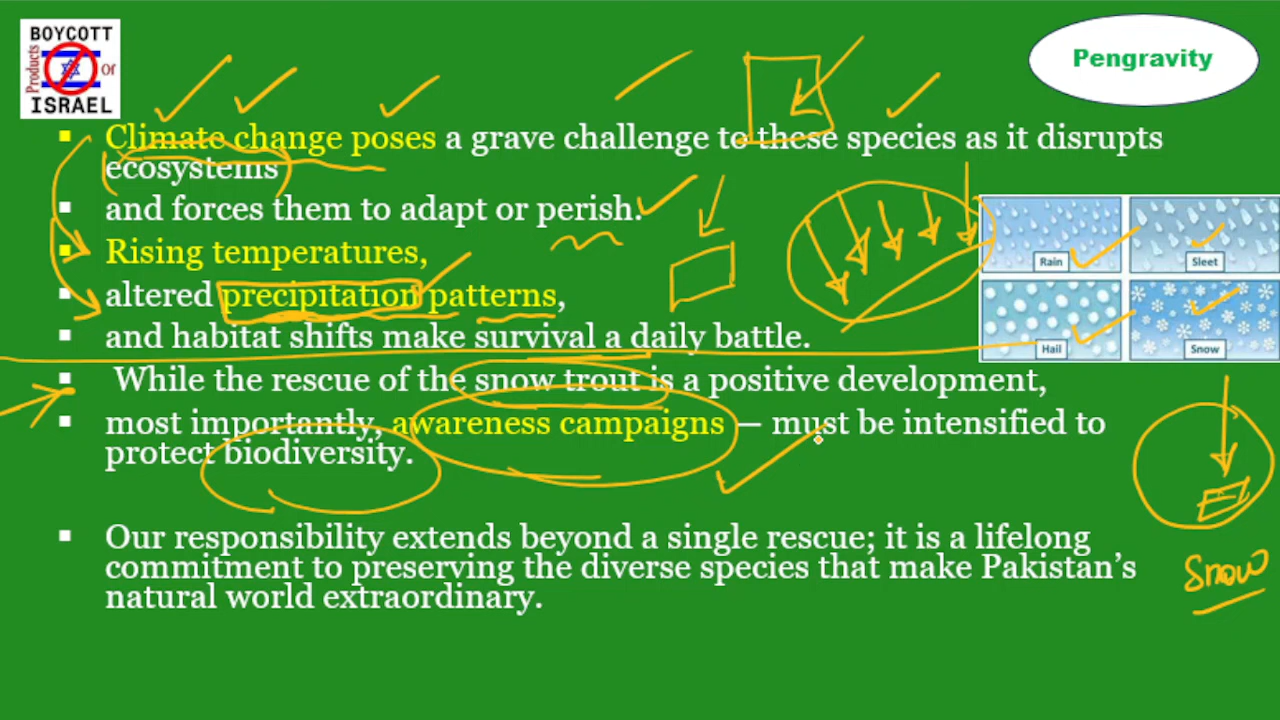 BOYCOTT
Products
Or
ISRAEL
Pengravity
▪ Climate change poses a grave challenge to these species as it disrupts
ecosystems
▪ and forces them to adapt or perish.
▪ Rising temperatures,
▪ altered precipitation patterns,
▪ and habitat shifts make survival a daily battle.
Rain
Sleet
Hail
Snow
▪ While the rescue of the snow trout is a positive development,
▪ most importantly, awareness campaigns — must be intensified to
protect biodiversity.
▪ Our responsibility extends beyond a single rescue; it is a lifelong
commitment to preserving the diverse species that make Pakistan’s
natural world extraordinary.
Snow